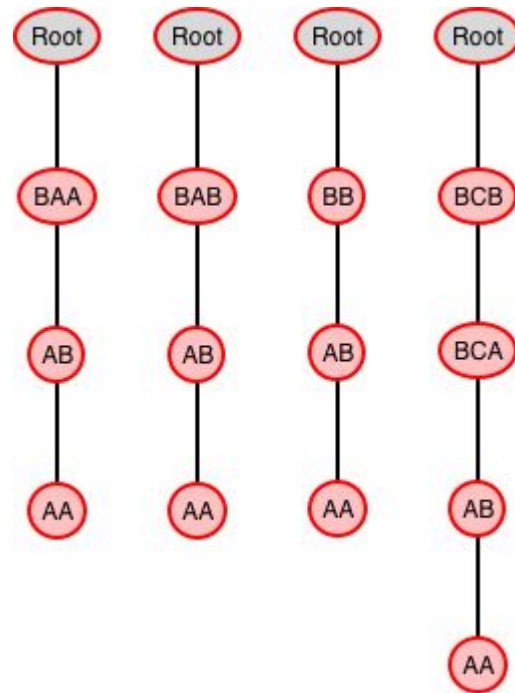 Root Root Root Root
BAA BAB BB BCB
AB AB AB BCA
AA AA AA AB
AA